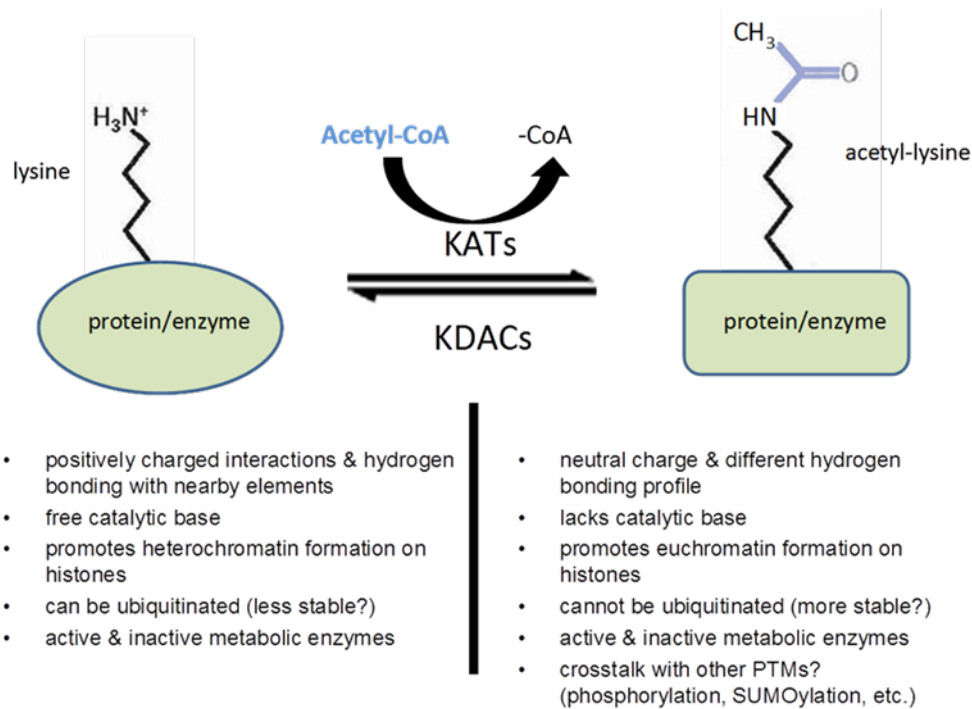 CH₃
O
H₃N⁺
HN
lysine
Acetyl-CoA
-CoA
acetyl-lysine
KATs
protein/enzyme
protein/enzyme
KDACs
• positively charged interactions & hydrogen
bonding with nearby elements
• free catalytic base
• promotes heterochromatin formation on
histones
• can be ubiquitinated (less stable?)
• active & inactive metabolic enzymes
• neutral charge & different hydrogen
bonding profile
• lacks catalytic base
• promotes euchromatin formation on
histones
• cannot be ubiquitinated (more stable?)
• active & inactive metabolic enzymes
• crosstalk with other PTMs?
(phosphorylation, SUMOylation, etc.)